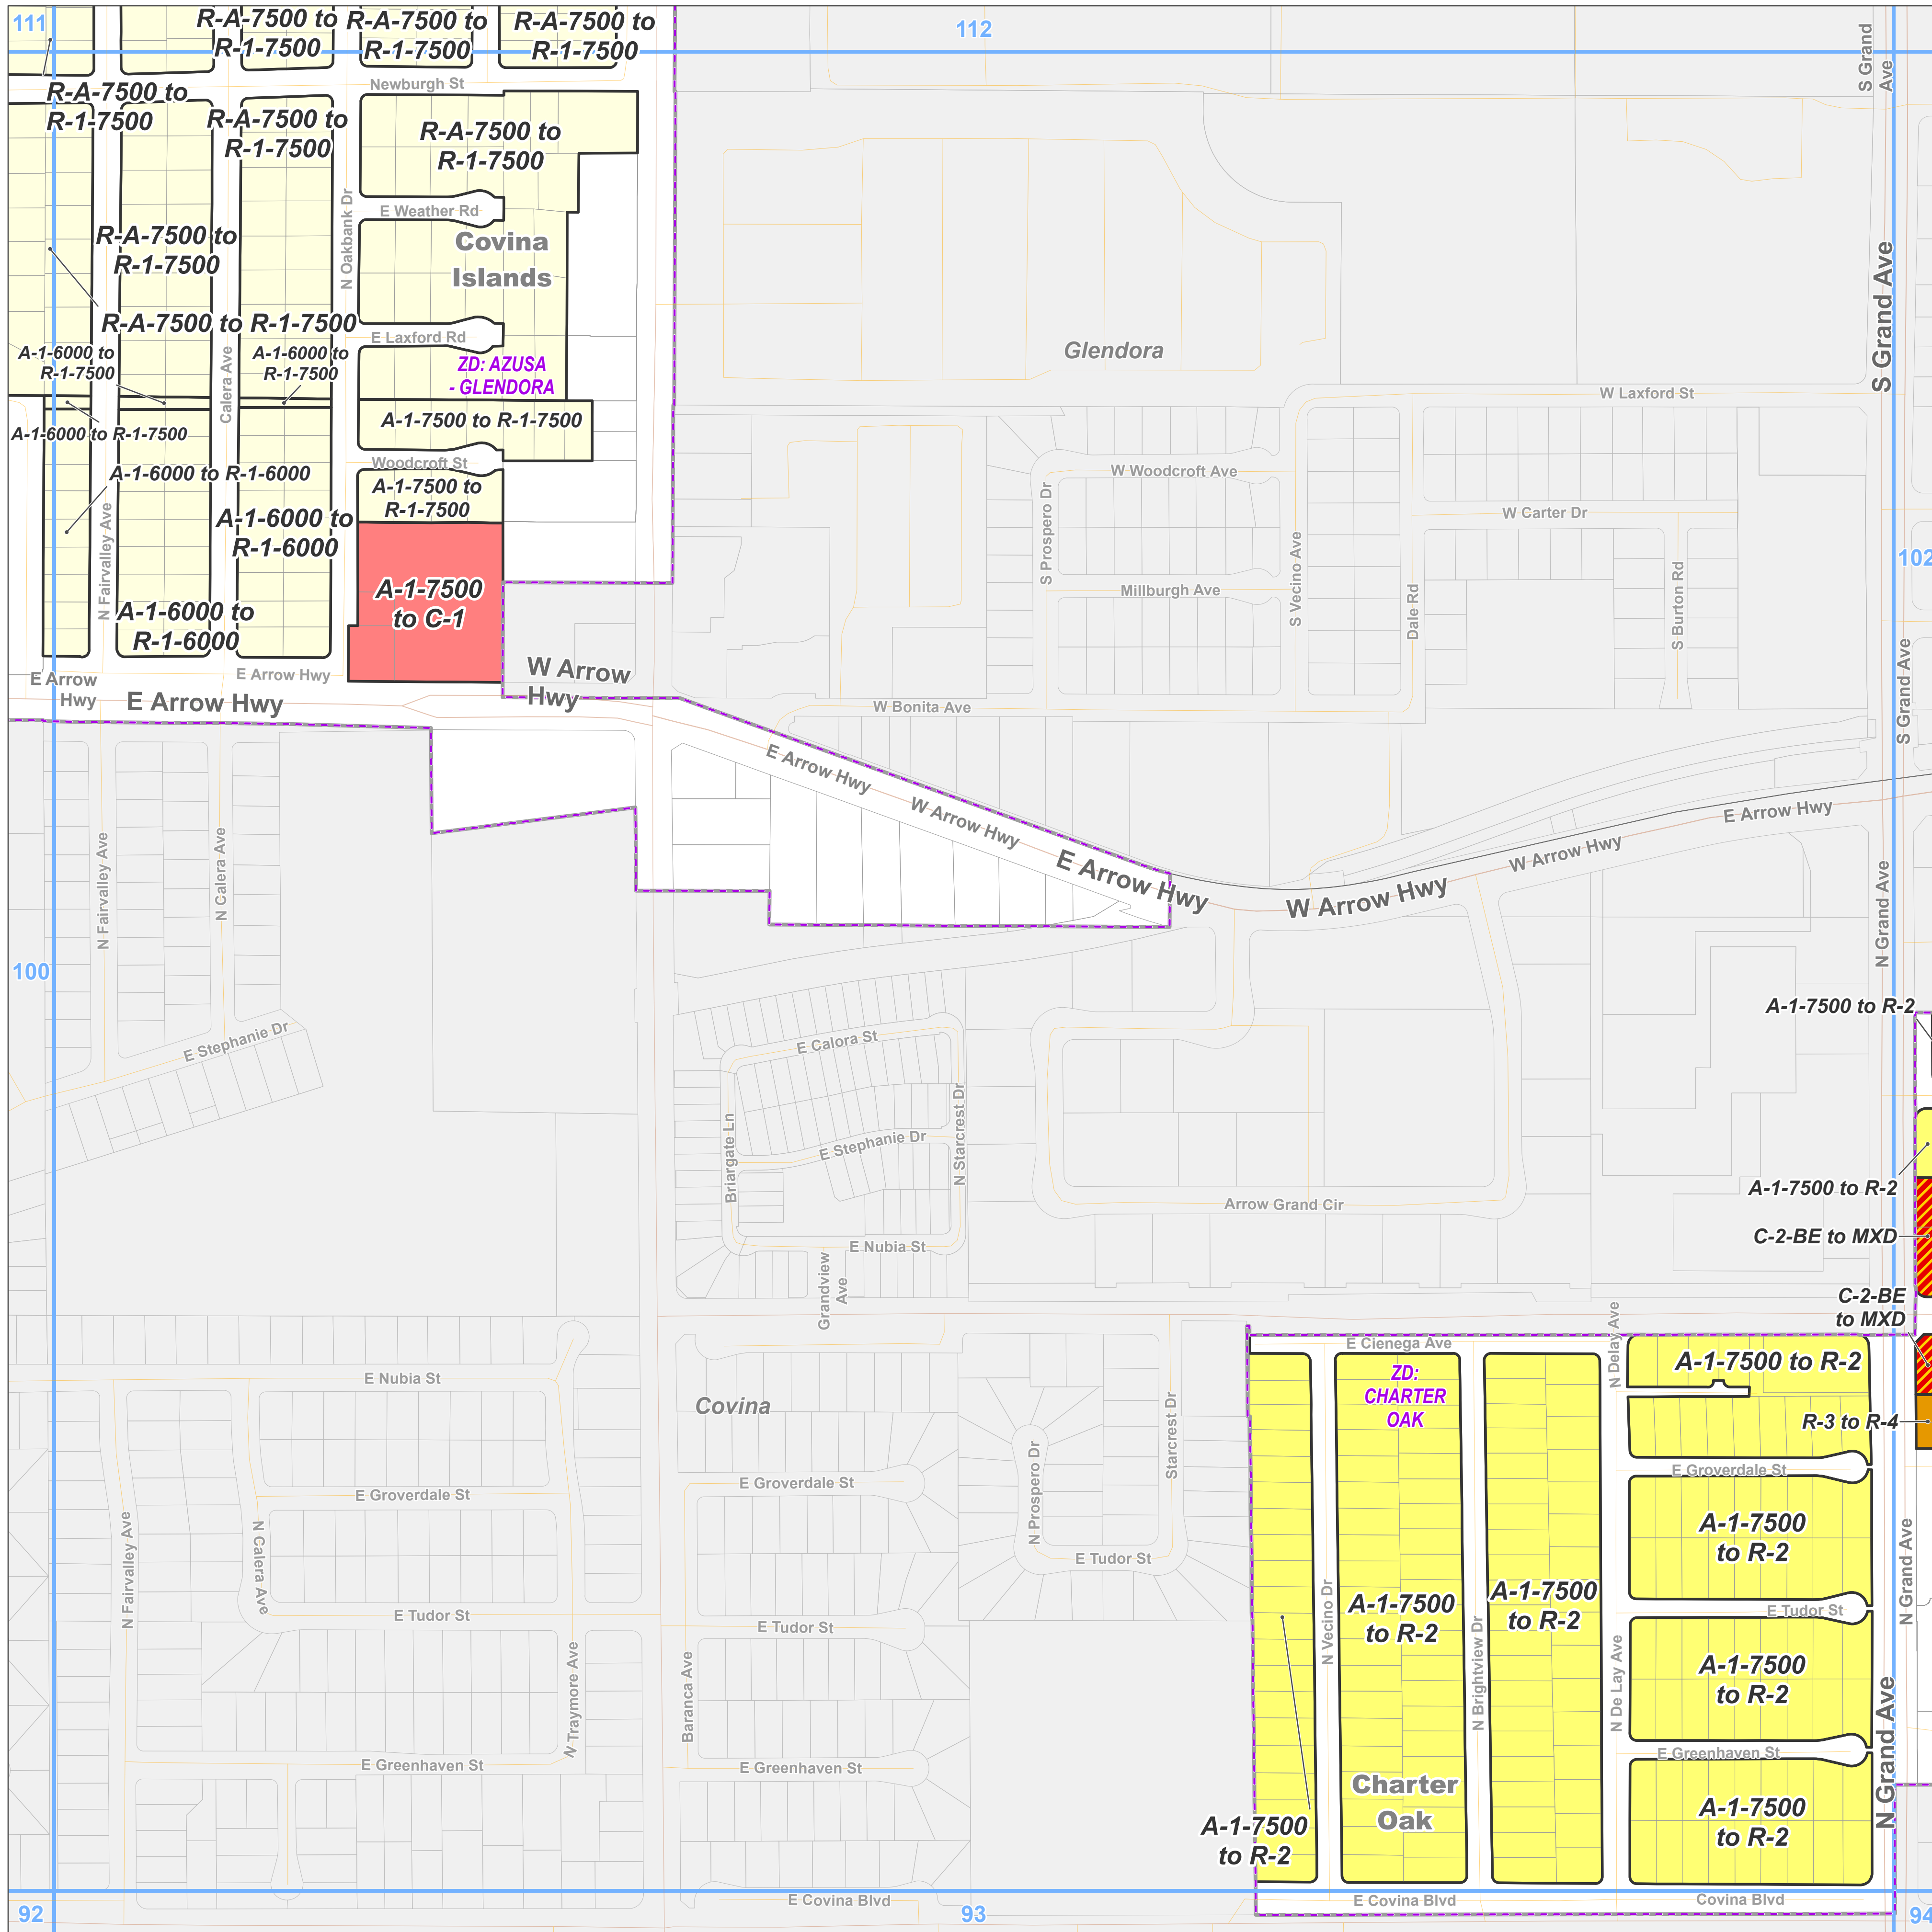 111
R-A-7500 to
R-1-7500
R-A-7500 to
R-1-7500
R-A-7500 to
R-1-7500
112
S Grand
Ave
Newburgh St
R-A-7500 to
R-1-7500
R-A-7500 to
R-1-7500
R-A-7500 to
R-1-7500
N Oakbank Dr
E Weather Rd
Covina
Islands
R-A-7500 to
R-1-7500
S Grand Ave
R-A-7500 to R-1-7500
E Laxford Rd
Glendora
A-1-6000 to
R-1-7500
A-1-6000 to
R-1-7500
Calera Ave
ZD: AZUSA
- GLENDORA
W Laxford St
A-1-7500 to R-1-7500
A-1-6000 to R-1-7500
Woodcroft St
W Woodcroft Ave
A-1-6000 to R-1-6000
A-1-7500 to
R-1-7500
S Prospero Dr
W Carter Dr
N Fairvalley Ave
A-1-6000 to
R-1-6000
S Vecino Ave
102
A-1-7500
to C-1
Millburgh Ave
Dale Rd
S Burton Rd
A-1-6000 to
R-1-6000
E Arrow
Hwy
E Arrow Hwy
E Arrow Hwy
W Arrow
Hwy
W Bonita Ave
S Grand Ave
E Arrow Hwy
W Arrow Hwy
E Arrow Hwy
W Arrow Hwy
W Arrow Hwy
E Arrow Hwy
N Fairvalley Ave
N Calera Ave
N Grand Ave
100
A-1-7500 to R-2
E Stephanie Dr
E Calora St
Briargate Ln
E Stephanie Dr
N Starcrest Dr
A-1-7500 to R-2
Arrow Grand Cir
C-2-BE to MXD
E Nubia St
Grandview
Ave
C-2-BE
to MXD
E Cienega Ave
N Delay Ave
A-1-7500 to R-2
ZD:
CHARTER
OAK
E Nubia St
Covina
R-3 to R-4
Starcrest Dr
N Prospero Dr
E Groverdale St
E Groverdale St
E Groverdale St
A-1-7500
to R-2
N Fairvalley Ave
N Calera Ave
E Tudor St
N Grand Ave
A-1-7500
to R-2
A-1-7500
to R-2
E Tudor St
E Tudor St
E Tudor St
N Vecino Dr
N Brightview Dr
N De Lay Ave
A-1-7500
to R-2
W Traymore Ave
Baranca Ave
N Grand Ave
E Greenhaven St
E Greenhaven St
E Greenhaven St
Charter
Oak
A-1-7500
to R-2
A-1-7500
to R-2
E Covina Blvd
E Covina Blvd
Covina Blvd
92
93
94